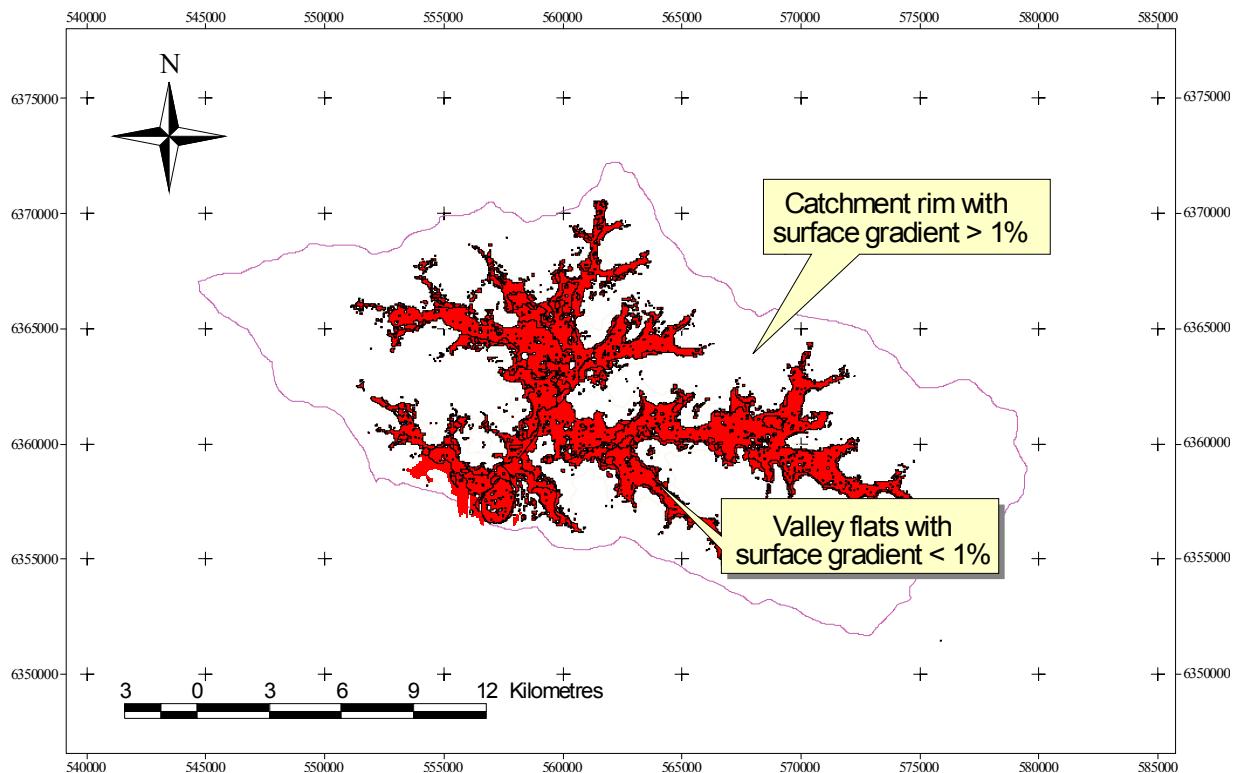 540000 545000 550000 555000 560000 565000 570000 575000 580000 585000
N
6375000 6375000
6370000 6370000
Catchment rim with
surface gradient > 1%
6365000 6365000
6360000 6360000
Valley flats with
surface gradient < 1%
6355000 6355000
6350000 6350000
3 0 3 6 9 12 Kilometres
540000 545000 550000 555000 560000 565000 570000 575000 580000 585000